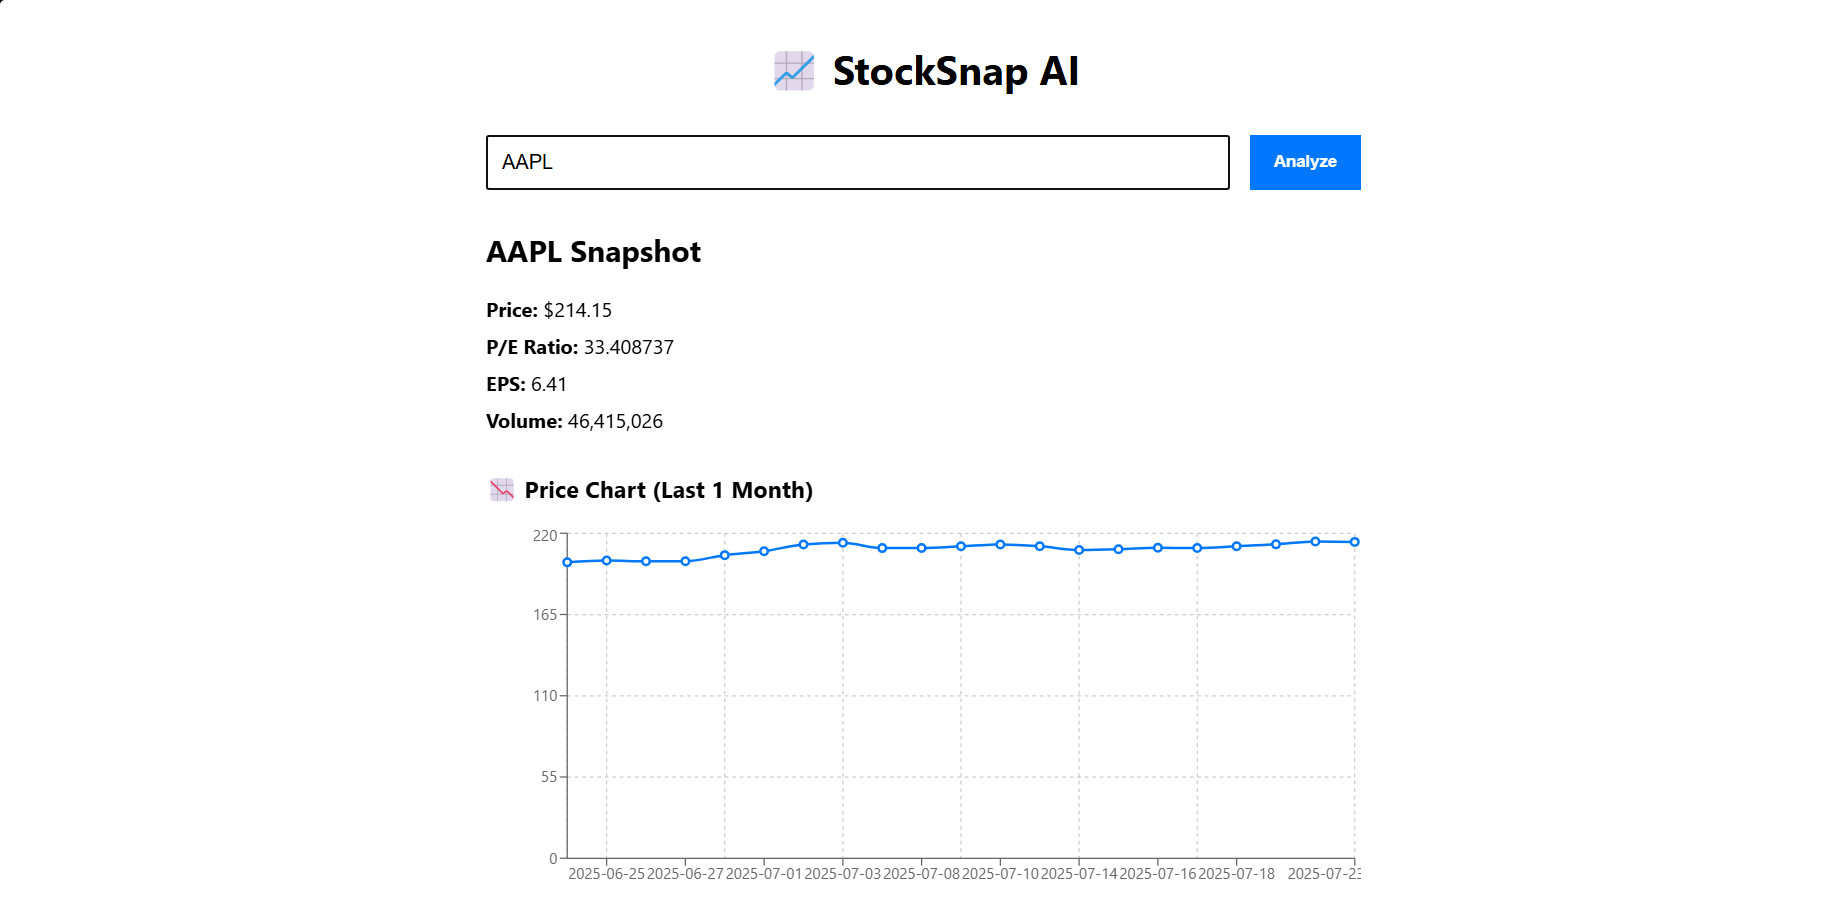 StockSnap AI
AAPL
Analyze
AAPL Snapshot
Price: $214.15
P/E Ratio: 33.408737
EPS: 6.41
Volume: 46,415,026
Price Chart (Last 1 Month)
220
165
110
55
0
2025-06-25 2025-06-27 2025-07-01 2025-07-03 2025-07-08 2025-07-10 2025-07-14 2025-07-16 2025-07-18 2025-07-23